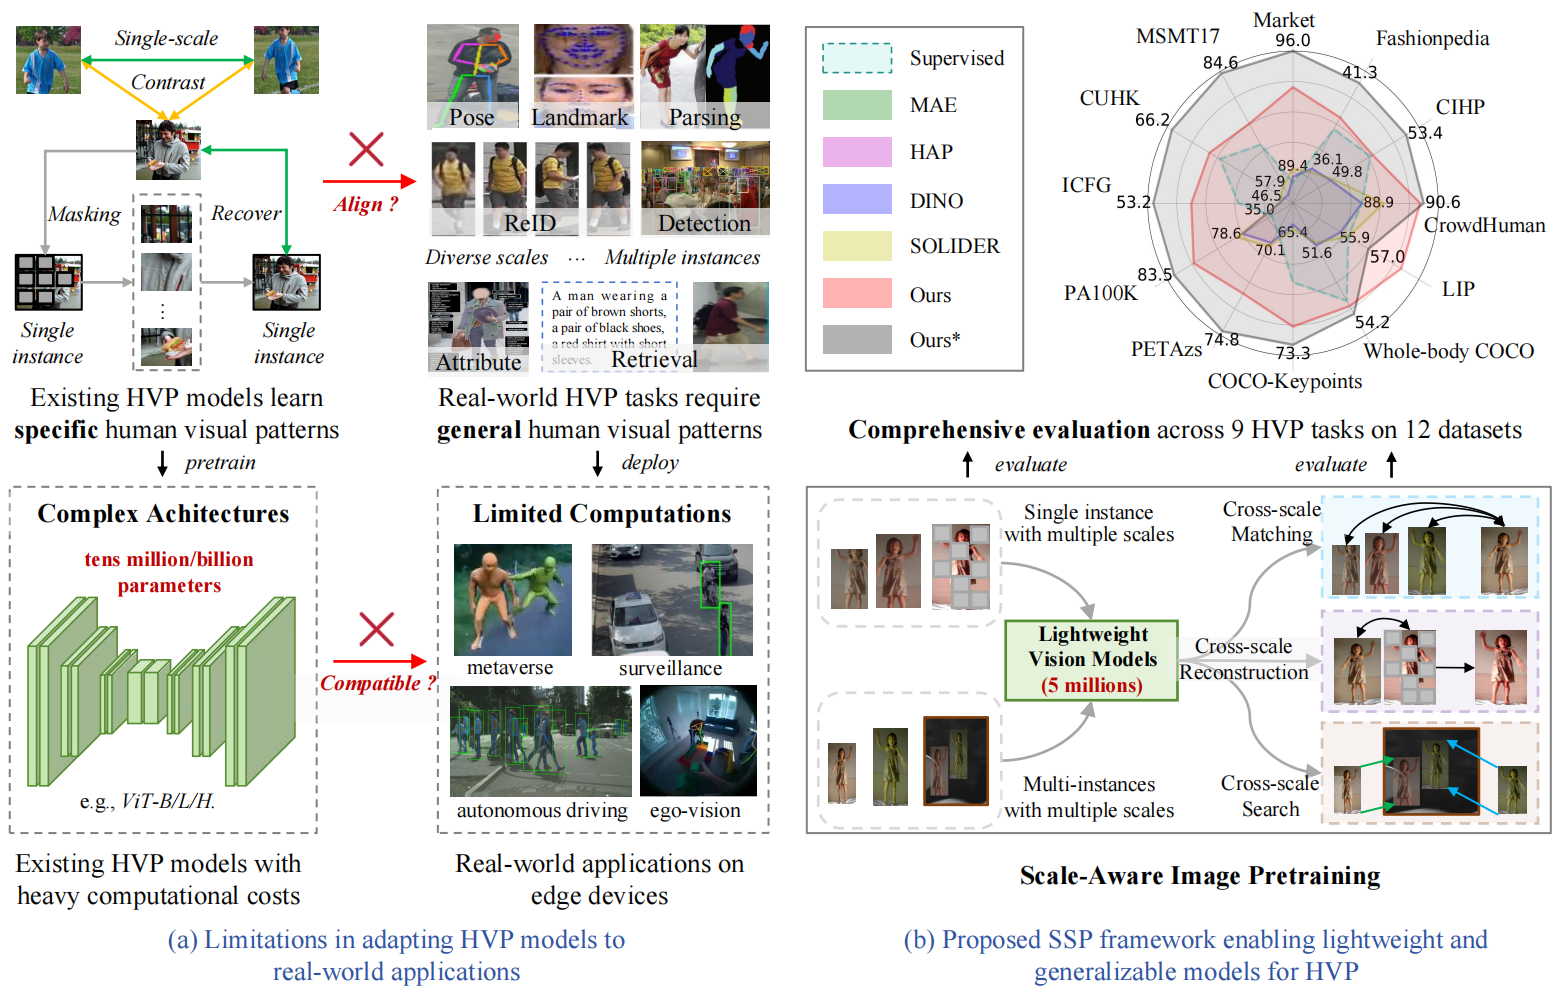 Single-scale
Contrast
Masking
Recover
Single
instance
Single
instance
Align ?
Pose
Landmark
Parsing
ReID
Detection
Diverse scales ... Multiple instances
Attribute
A man wearing a
pair of brown shorts,
a pair of black shoes,
a red shirt with short
sleeves.
Retrieval
Existing HVP models learn
specific human visual patterns
Real-world HVP tasks require
general human visual patterns
pretrain
deploy
Complex Achitectures
tens million/billion
parameters
e.g., ViT-B/L/H.
Compatible ?
Limited Computations
metaverse
surveillance
autonomous driving
ego-vision
Existing HVP models with
heavy computational costs
Real-world applications on
edge devices
(a) Limitations in adapting HVP models to
real-world applications
Supervised
MAE
HAP
DINO
SOLIDER
Ours
Ours*
Market
96.0
Fashionpedia
41.3
CIHP
53.4
90.6
CrowdHuman
57.0
LIP
54.2
Whole-body COCO
73.3
COCO-Keypoints
74.8
PETAzs
83.5
PA100K
53.2
ICFG
66.2
CUHK
84.6
MSMT17
89.4
36.1
49.8
88.9
55.9
51.6
65.4
70.1
78.6
35.0
46.5
57.9
Comprehensive evaluation across 9 HVP tasks on 12 datasets
evaluate
evaluate
Single instance
with multiple scales
Cross-scale
Matching
Lightweight
Vision Models
(5 millions)
Cross-scale
Reconstruction
Multi-instances
with multiple scales
Cross-scale
Search
Scale-Aware Image Pretraining
(b) Proposed SSP framework enabling lightweight and
generalizable models for HVP